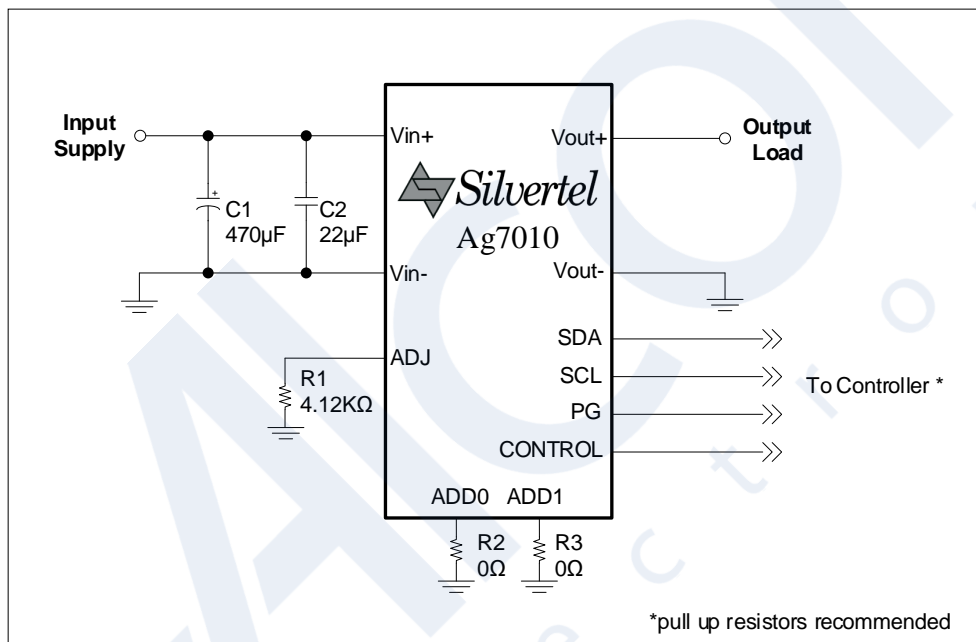 Input
Supply
Vin+
Vout+
Output
Load
Silvertel
Ag7010
C1
470µF
+
C2
22µF
Vin-
Vout-
ADJ
R1
4.12KΩ
SDA
SCL
PG
CONTROL
To Controller *
ADD0
ADD1
R2
0Ω
R3
0Ω
*pull up resistors recommended